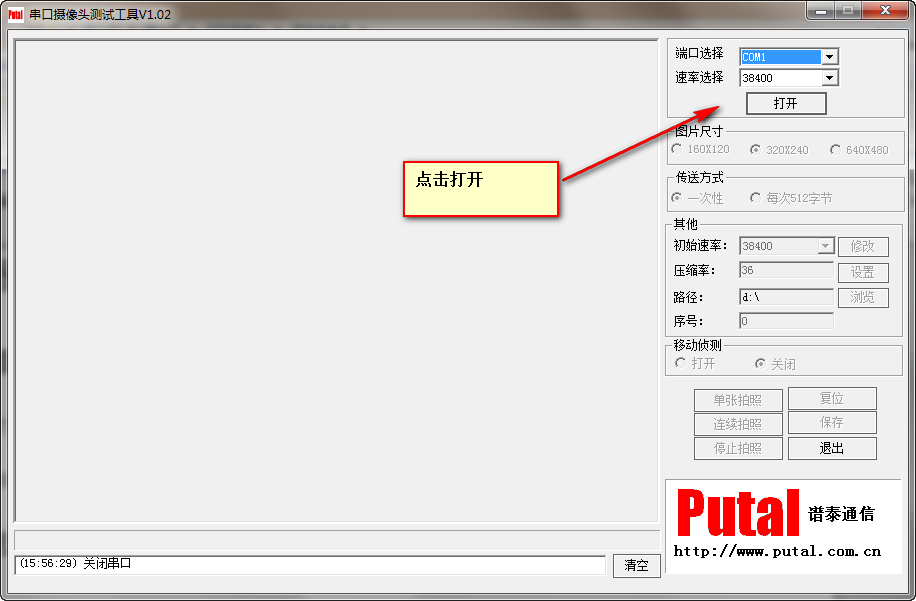 Putal 串口摄像头测试工具V1.02
端口选择 COM1
速率选择 38400
打开
点击打开
图片尺寸
160X120 320X240 640X480
传送方式
一次性 每次512字节
其他
初始速率: 38400 修改
压缩率: 36 设置
路径: d:\ 浏览
序号: 0
移动侦测
打开 关闭
单张拍照 复位
连续拍照 保存
停止拍照 退出
Putal 谱泰通信
http://www.putal.com.cn
(15:56:29) 关闭串口 清空